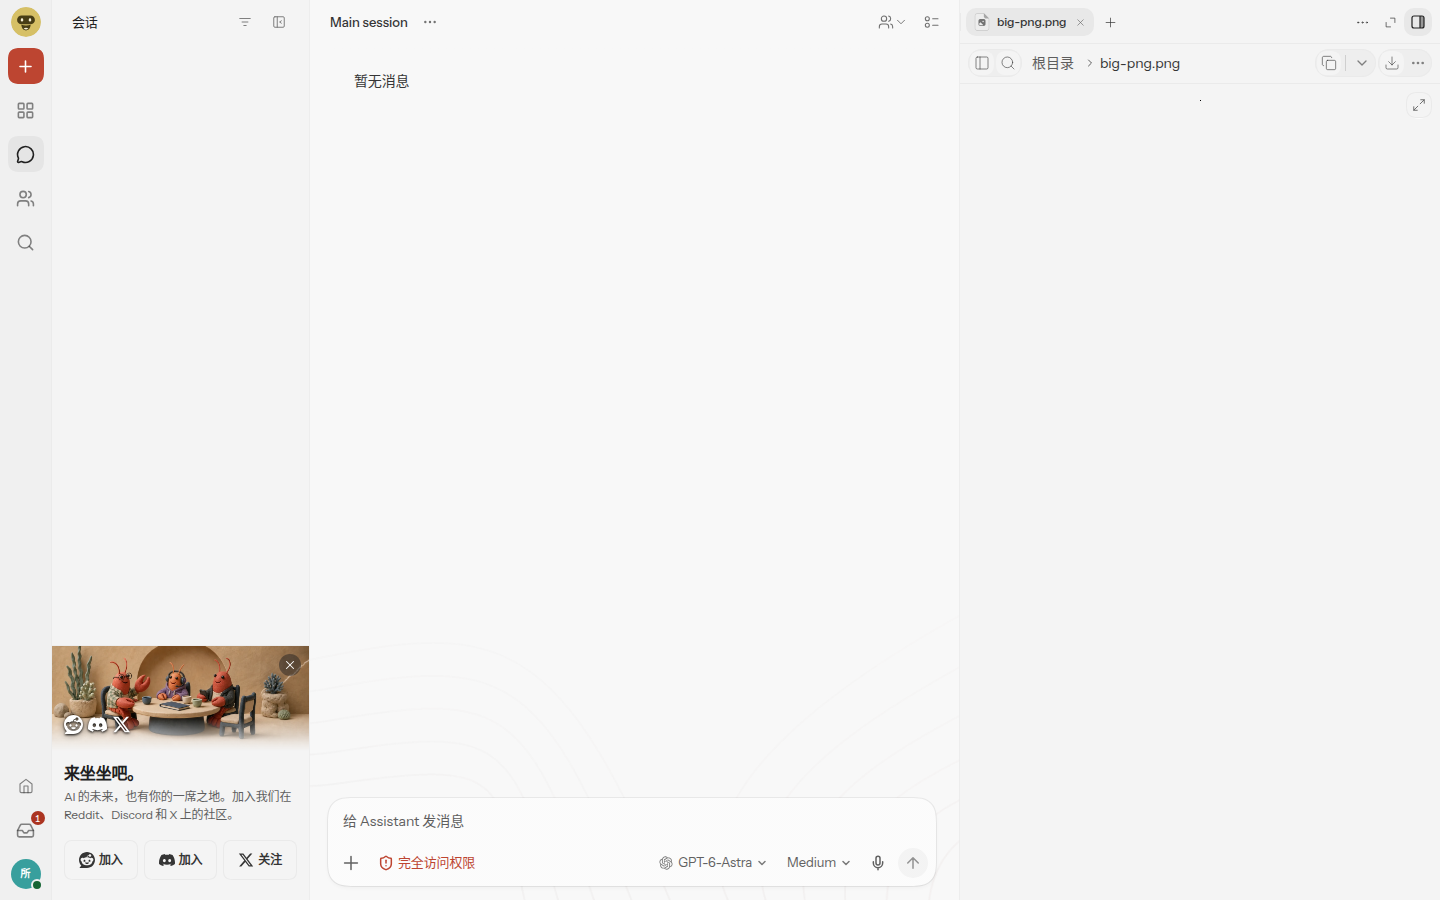 会话
Main session
big-png.png
根目录
big-png.png
暂无消息
来坐坐吧。
AI 的未来，也有你的一席之地。加入我们在
Reddit、Discord 和 X 上的社区。
加入
加入
关注
给 Assistant 发消息
完全访问权限
GPT-6-Astra
Medium
1
所